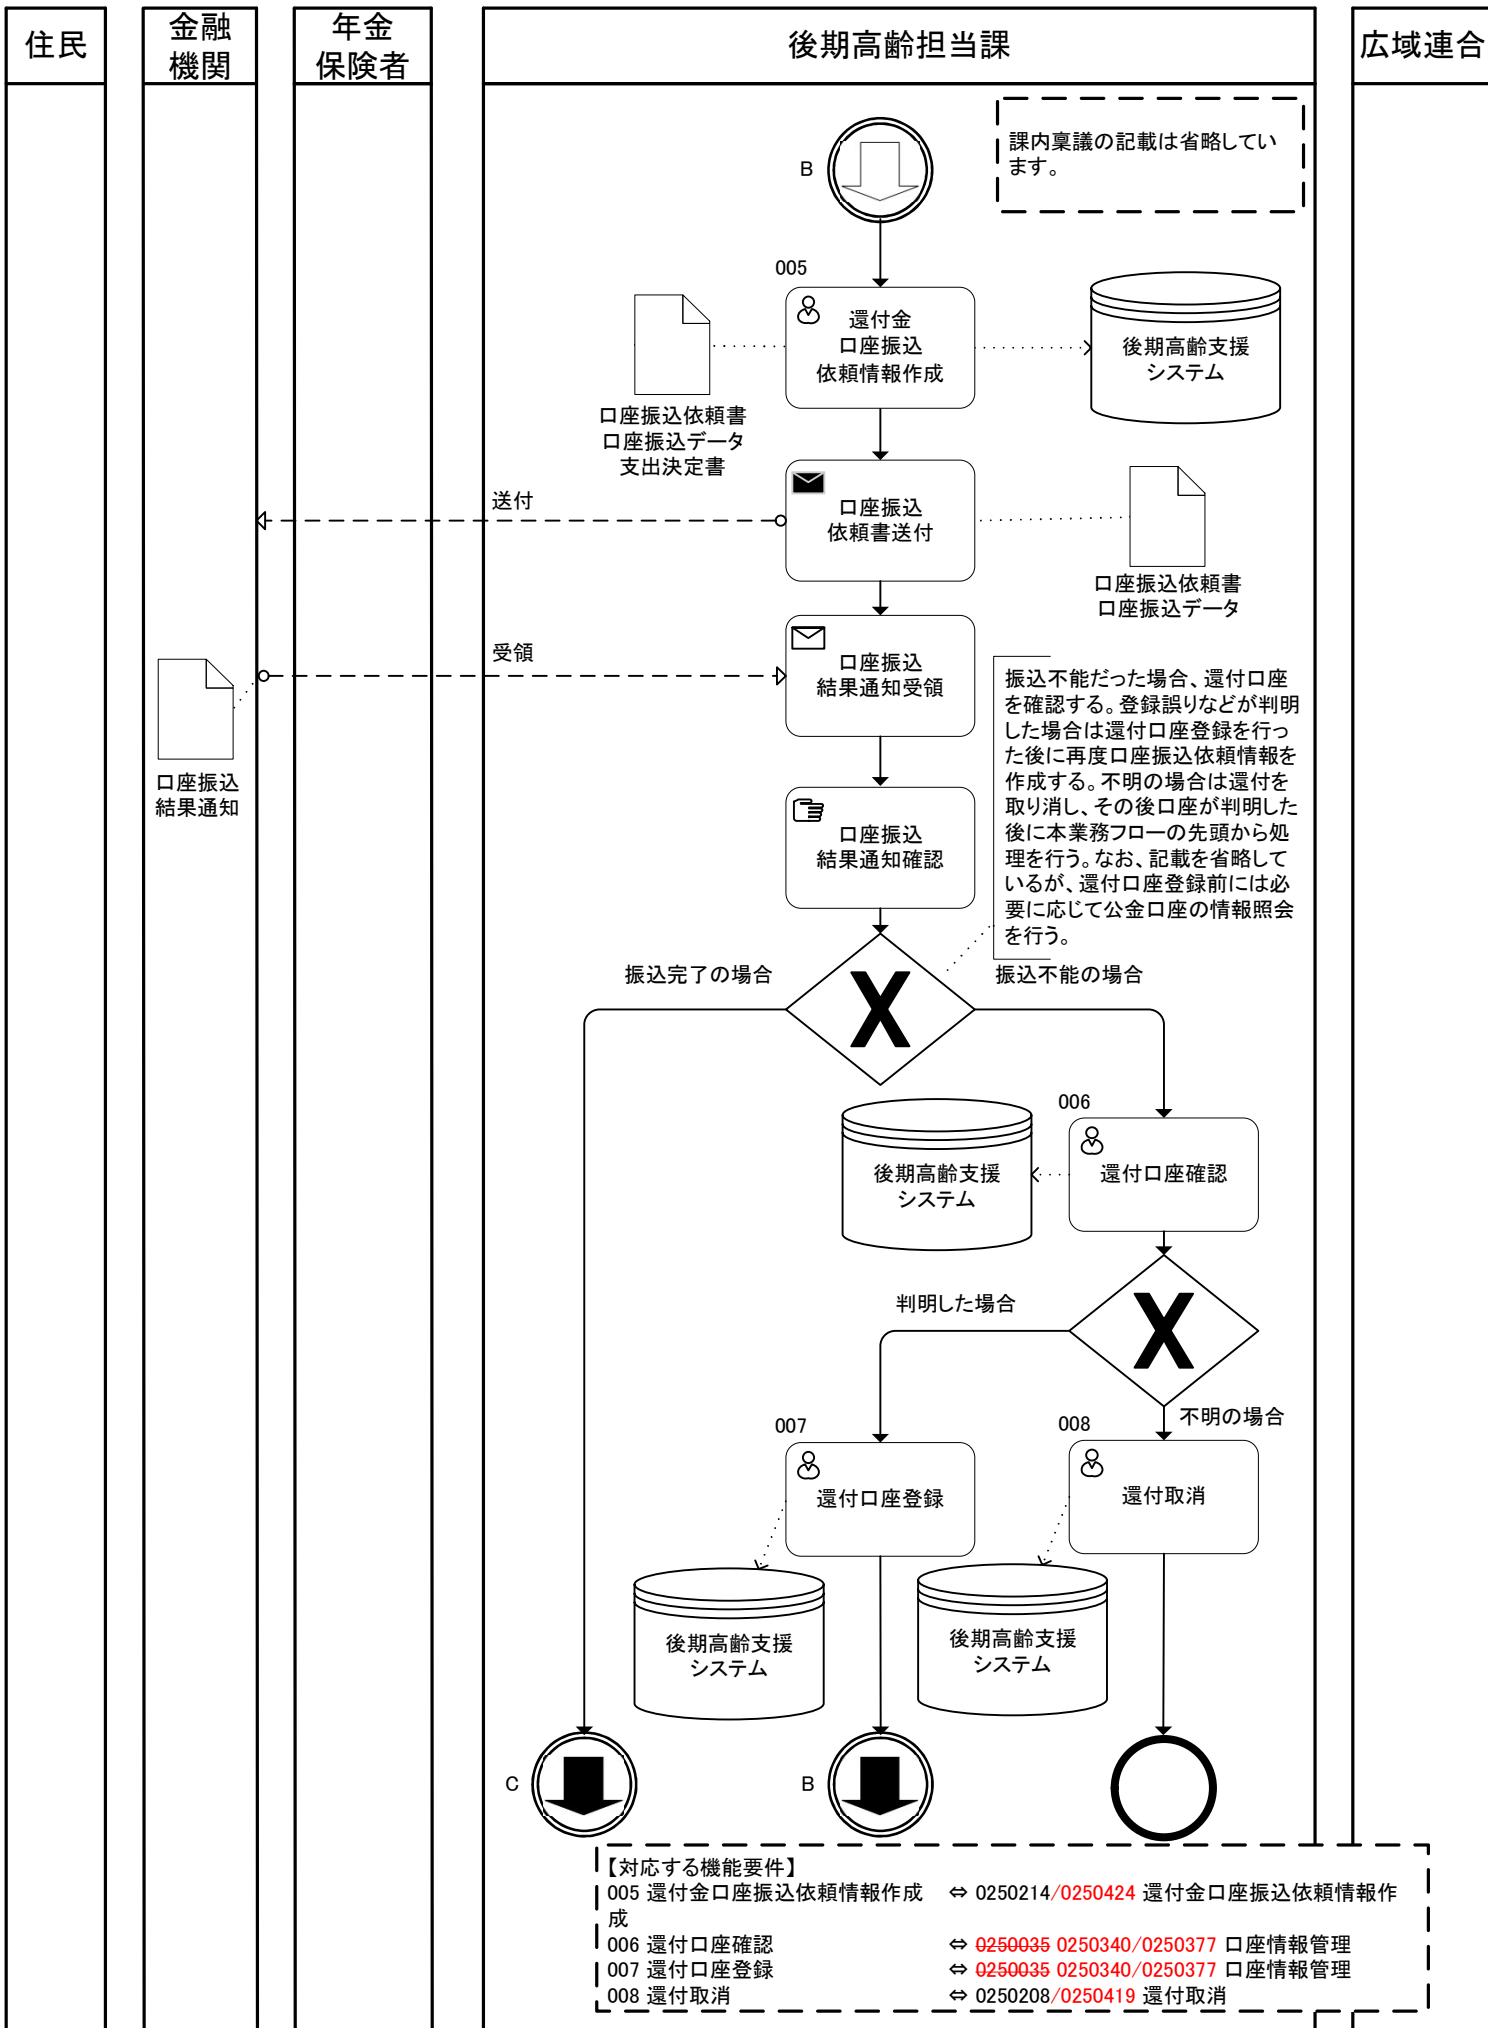 住民
金融
機関
年金
保険者
後期高齢担当課
広域連合
課内稟議の記載は省略してい
ます。
B
005
還付金
口座振込
依頼情報作成
後期高齢支援
システム
口座振込依頼書
口座振込データ
支出決定書
送付
口座振込
依頼書送付
口座振込依頼書
口座振込データ
受領
口座振込
結果通知受領
口座振込
結果通知
振込不能だった場合、還付口座
を確認する。登録誤りなどが判明
した場合は還付口座登録を行っ
た後に再度口座振込依頼情報を
作成する。不明の場合は還付を
取り消し、その後口座が判明した
後に本業務フローの先頭から処
理を行う。なお、記載を省略して
いるが、還付口座登録前には必
要に応じて公金口座の情報照会
を行う。
口座振込
結果通知確認
振込完了の場合
X
振込不能の場合
006
還付口座確認
後期高齢支援
システム
判明した場合
X
不明の場合
007
還付口座登録
008
還付取消
後期高齢支援
システム
後期高齢支援
システム
C
B
【対応する機能要件】
005 還付金口座振込依頼情報作成 ⇔ 0250214/0250424 還付金口座振込依頼情報作
成
006 還付口座確認 ⇔ 0250035 0250340/0250377 口座情報管理
007 還付口座登録 ⇔ 0250035 0250340/0250377 口座情報管理
008 還付取消 ⇔ 0250208/0250419 還付取消